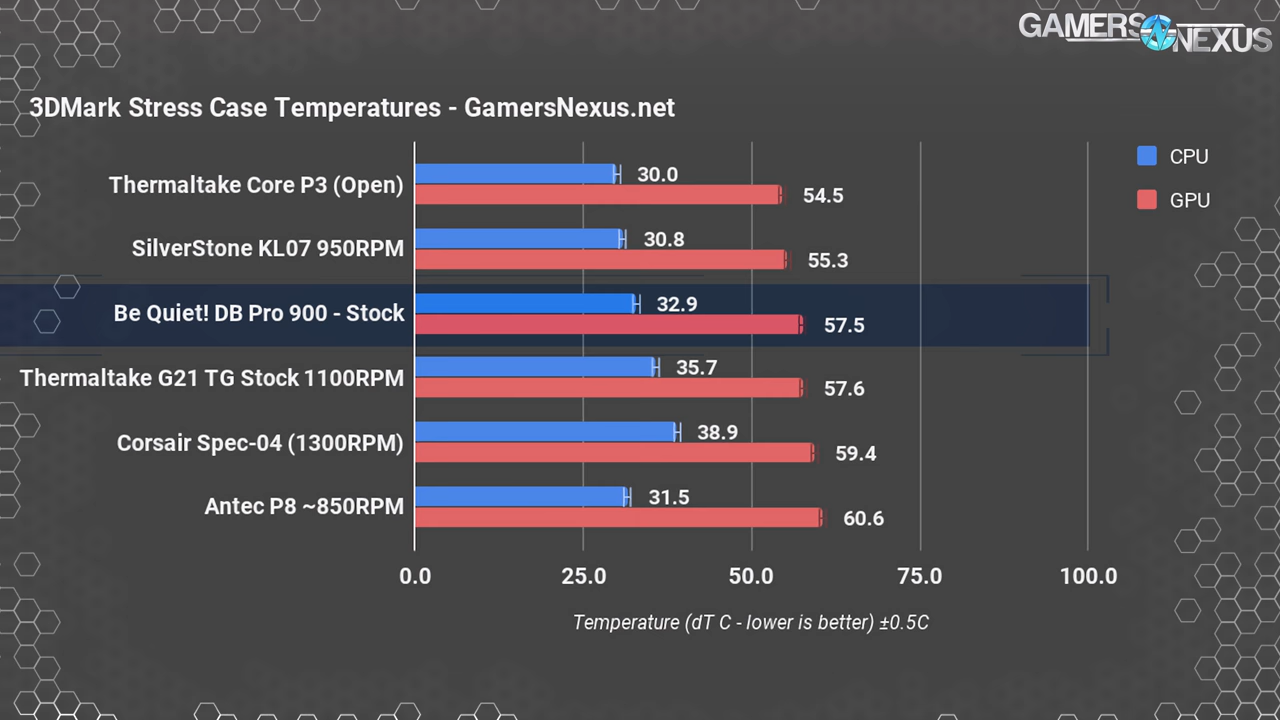 GAMERS NEXUS
3DMark Stress Case Temperatures - GamersNexus.net
CPU
GPU
Thermaltake Core P3 (Open)
30.0
54.5
SilverStone KL07 950RPM
30.8
55.3
Be Quiet! DB Pro 900 - Stock
32.9
57.5
Thermaltake G21 TG Stock 1100RPM
35.7
57.6
Corsair Spec-04 (1300RPM)
38.9
59.4
Antec P8 ~850RPM
31.5
60.6
0.0 25.0 50.0 75.0 100.0
Temperature (dT C - lower is better) ±0.5C